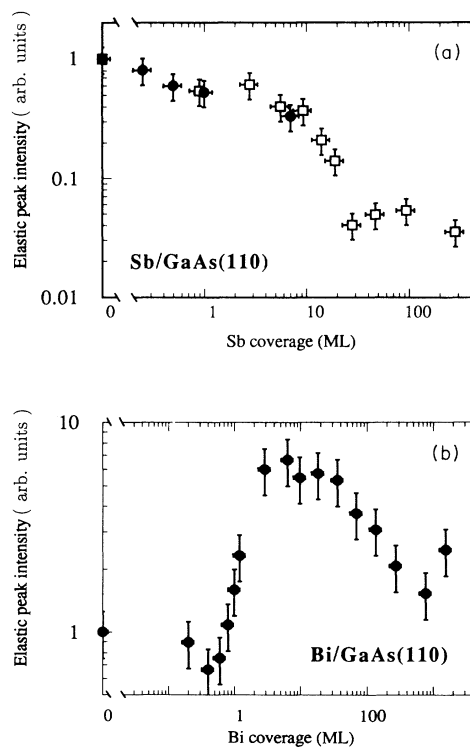 (a)
Elastic peak intensity ( arb. units )
1
0.1
0.01
Sb/GaAs(110)
0 1 10 100
Sb coverage (ML)
(b)
Elastic peak intensity ( arb. units )
10
1
Bi/GaAs(110)
0 1 100
Bi coverage (ML)